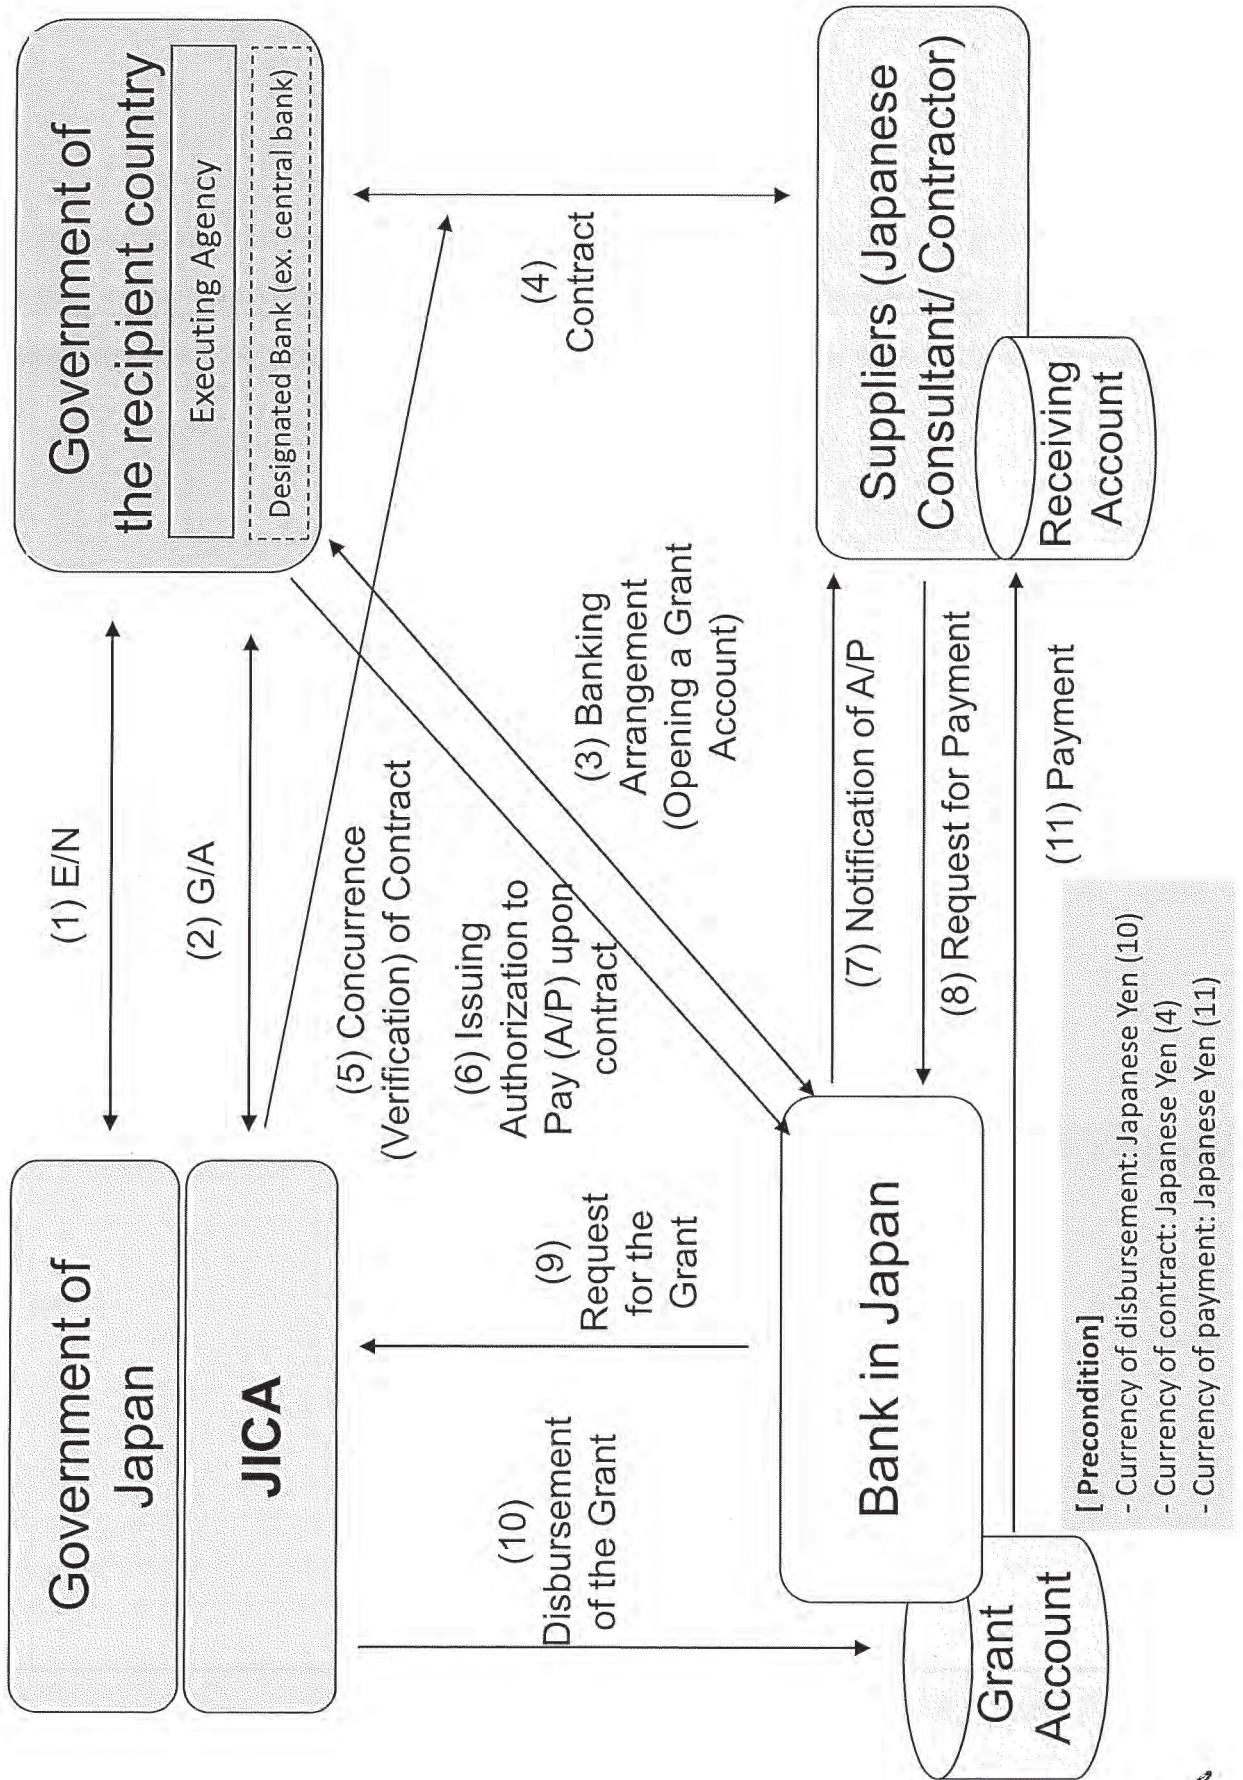 Government of
Japan
JICA
(1) E/N
(2) G/A
Government of
the recipient country
Executing Agency
Designated Bank (ex. central bank)
(5) Concurrence
(Verification) of Contract
(6) Issuing
Authorization to
Pay (A/P) upon
contract
(3) Banking
Arrangement
(Opening a Grant
Account)
(4)
Contract
(10)
Disbursement
of the Grant
(9)
Request
for the
Grant
Bank in Japan
Grant
Account
(7) Notification of A/P
(8) Request for Payment
(11) Payment
Suppliers (Japanese
Consultant/ Contractor)
Receiving
Account
[ Precondition]
- Currency of disbursement: Japanese Yen (10)
- Currency of contract: Japanese Yen (4)
- Currency of payment: Japanese Yen (11)